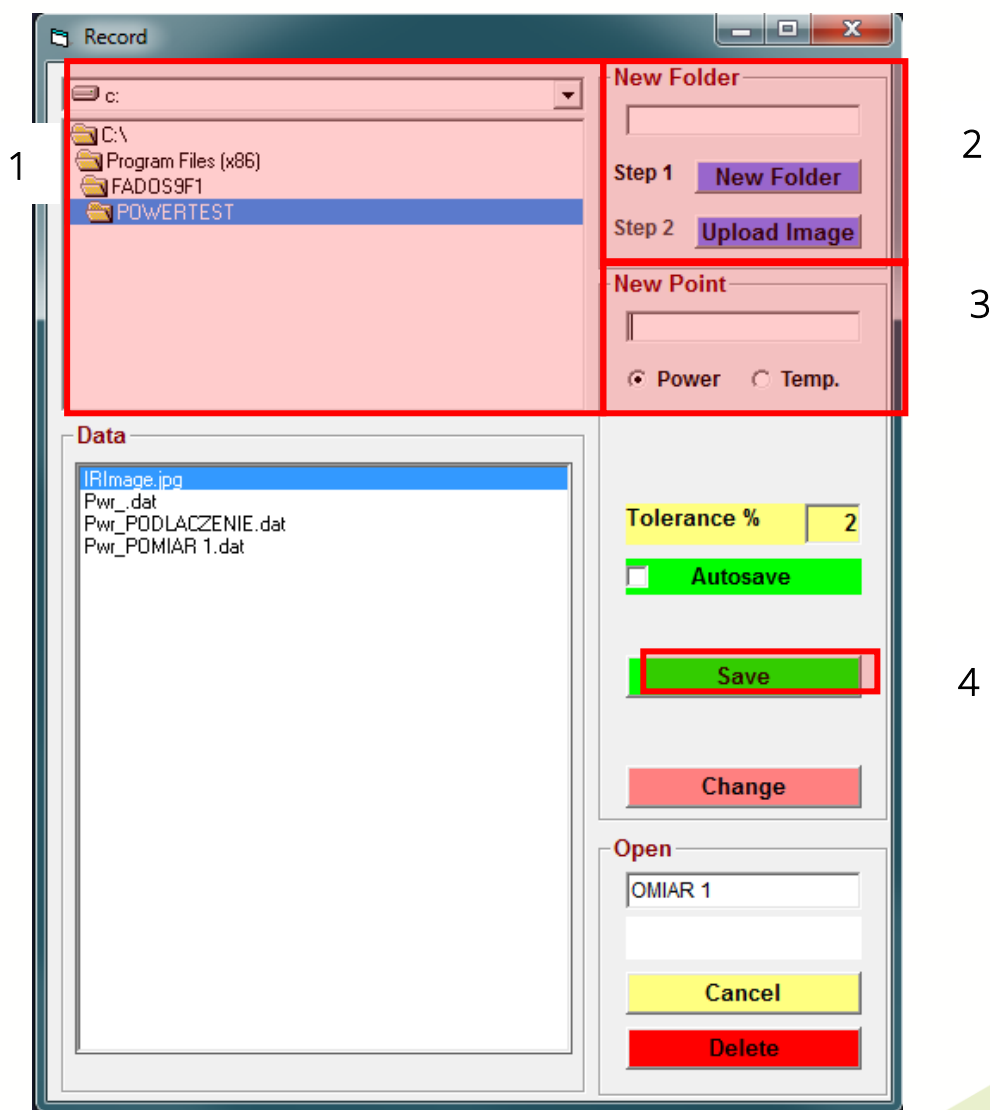 Record
c:
C:\
Program Files (x86)
FADOS9F1
POWERTEST
1
New Folder
Step 1 New Folder
Step 2 Upload Image
2
New Point
Power Temp.
3
Data
IRImage.jpg
Pwr_.dat
Pwr_PODLACZENIE.dat
Pwr_POMIAR 1.dat
Tolerance % 2
Autosave
Save
4
Change
Open
OMIAR 1
Cancel
Delete